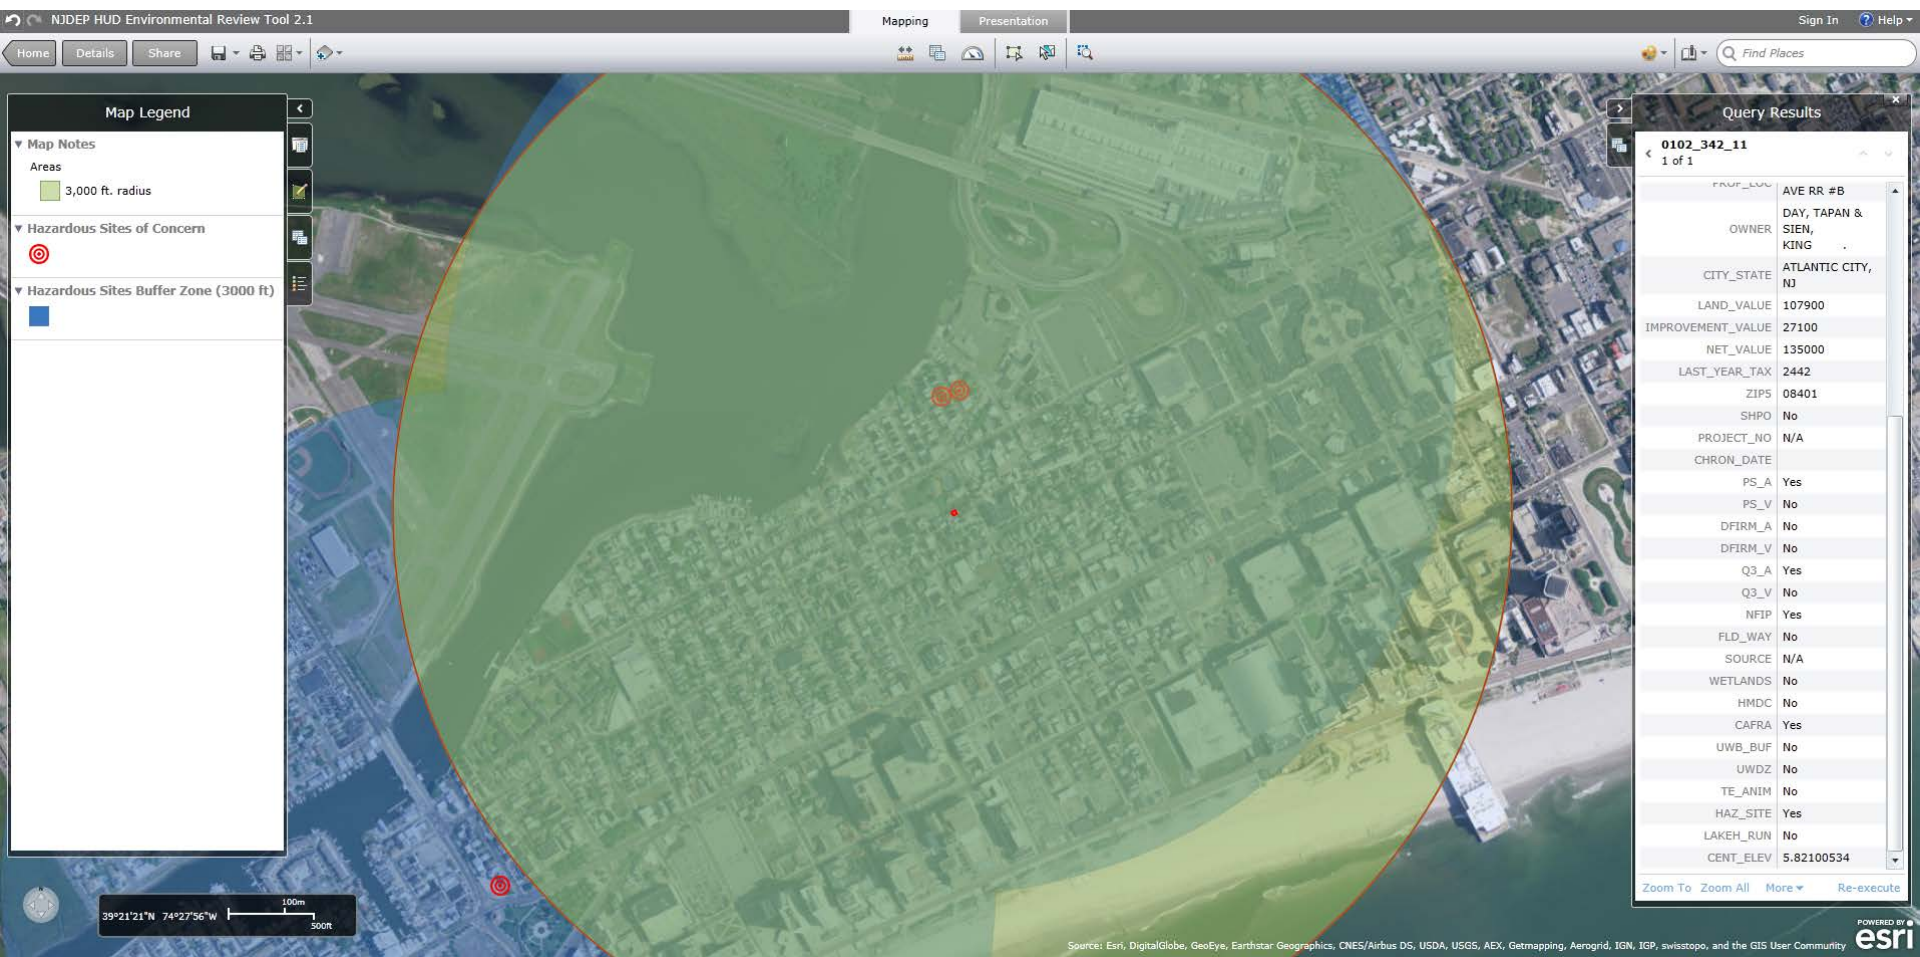 NJDEP HUD Environmental Review Tool 2.1
Mapping
Presentation
Sign In
Help
Home
Details
Share
Find Places
Map Legend
Map Notes
Areas
3,000 ft. radius
Hazardous Sites of Concern
Hazardous Sites Buffer Zone (3000 ft)
Query Results
0102_342_11
1 of 1
PROP_LOC AVE RR #B
OWNER DAY, TAPAN &
SIEN,
KING .
CITY_STATE ATLANTIC CITY,
NJ
LAND_VALUE 107900
IMPROVEMENT_VALUE 27100
NET_VALUE 135000
LAST_YEAR_TAX 2442
ZIP5 08401
SHPO No
PROJECT_NO N/A
CHRON_DATE
PS_A Yes
PS_V No
DFIRM_A No
DFIRM_V No
Q3_A Yes
Q3_V No
NFIP Yes
FLD_WAY No
SOURCE N/A
WETLANDS No
HMDC No
CAFRA Yes
UWB_BUF No
UWDZ No
TE_ANIM No
HAZ_SITE Yes
LAKEH_RUN No
CENT_ELEV 5.82100534
Zoom To Zoom All More Re-execute
N
39°21'21"N 74°27'56"W
100m
500ft
POWERED BY
esri
Source: Esri, DigitalGlobe, GeoEye, Earthstar Geographics, CNES/Airbus DS, USDA, USGS, AEX, Getmapping, Aerogrid, IGN, IGP, swisstopo, and the GIS User Community